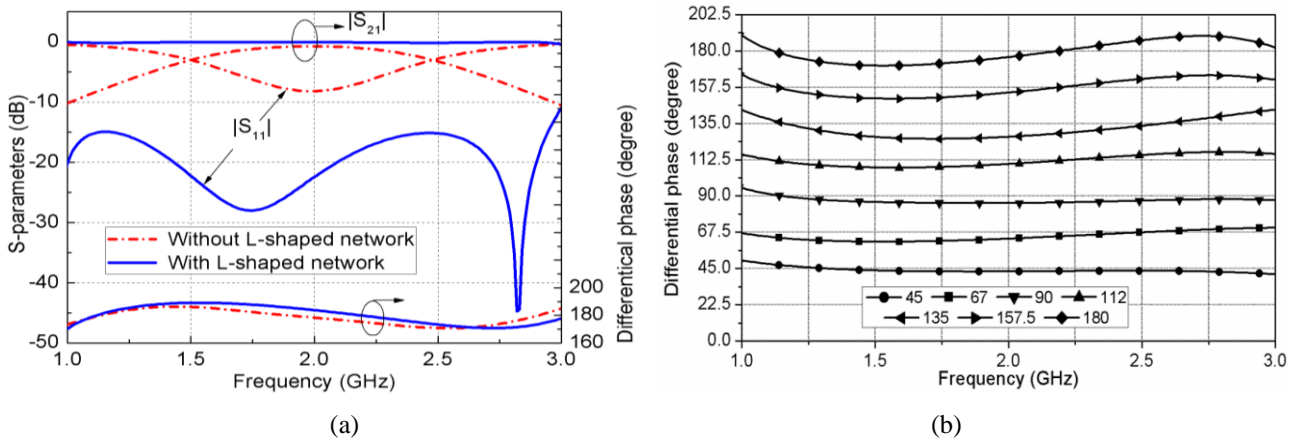 |S21|
|S11|
0
-10
-20
-30
-40
-50
S-parameters (dB)
Without L-shaped network
With L-shaped network
190
180
170
160
Differentical phase (degree)
1.0 1.5 2.0 2.5 3.0
Frequency (GHz)
(a)
202.5
180.0
157.5
135.0
112.5
90.0
67.5
45.0
22.5
0.0
Differential phase (degree)
45 67 90 112
135 157.5 180
1.0 1.5 2.0 2.5 3.0
Frequency (GHz)
(b)